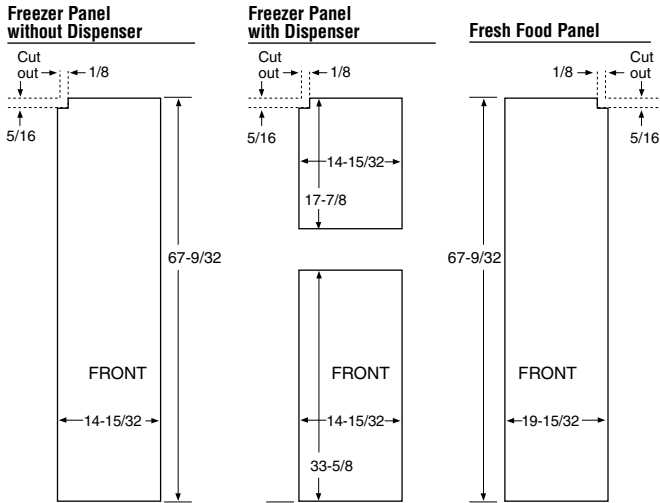 Freezer Panel
without Dispenser
Cut
out
1/8
5/16
67-9/32
FRONT
14-15/32
Freezer Panel
with Dispenser
Cut
out
1/8
5/16
14-15/32
17-7/8
FRONT
14-15/32
33-5/8
Fresh Food Panel
1/8
Cut
out
5/16
67-9/32
FRONT
19-15/32